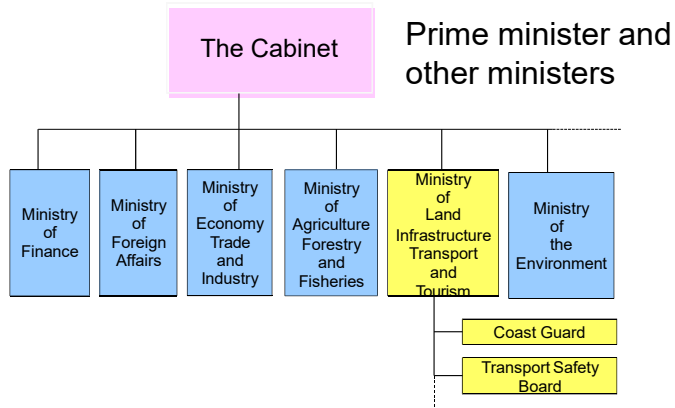 The Cabinet
Prime minister and
other ministers
Ministry
of
Finance
Ministry
of
Foreign
Affairs
Ministry
of
Economy
Trade
and
Industry
Ministry
of
Agriculture
Forestry
and
Fisheries
Ministry
of
Land
Infrastructure
Transport
and
Tourism
Ministry
of
the
Environment
Coast Guard
Transport Safety
Board